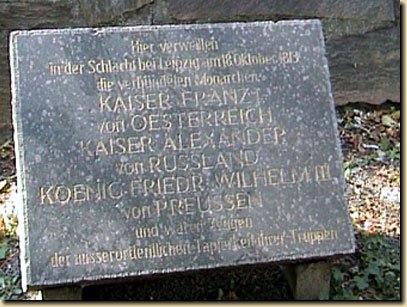 Hier verweilten
in der Schlacht bei Leipzig am 18. Oktober 1813
die verbündeten Monarchen:
KAISER FRANZ I.
von OESTERREICH
KAISER ALEXANDER
von RUSSLAND
KOENIG FRIEDR. WILHELM III.
von PREUSSEN
und waren Zeugen
der ausserordentlichen Tapferkeit ihrer Truppen